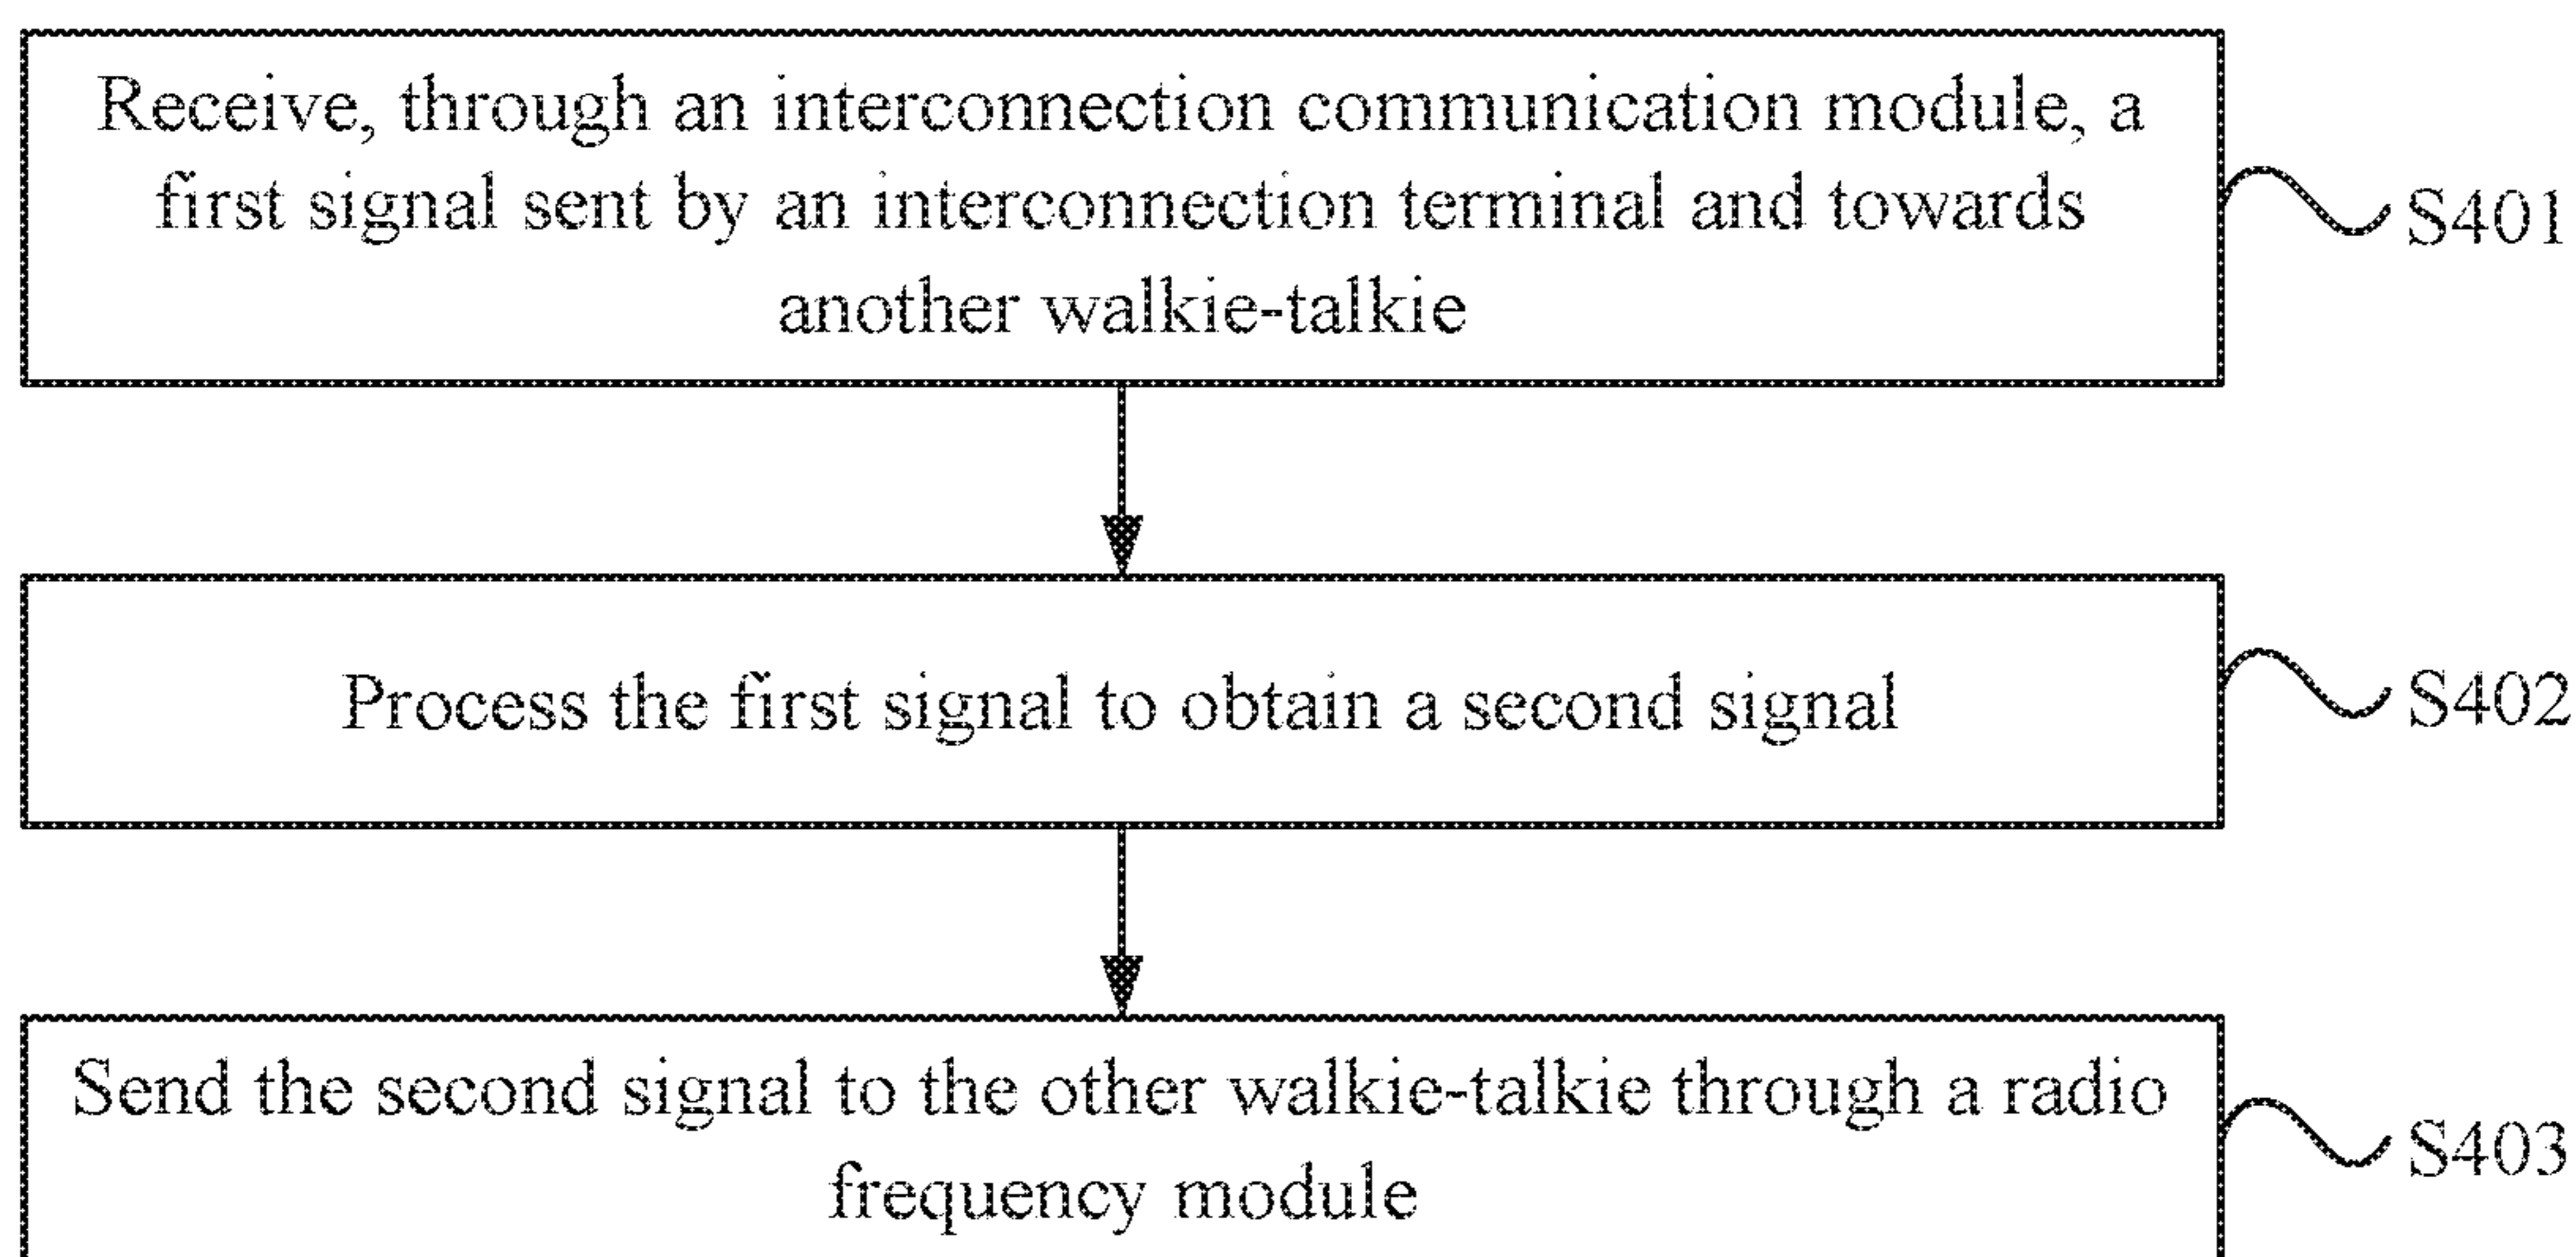 Receive, through an interconnection communication module, a
first signal sent by an interconnection terminal and towards
another walkie-talkie
S401
Process the first signal to obtain a second signal
S402
Send the second signal to the other walkie-talkie through a radio
frequency module
S403